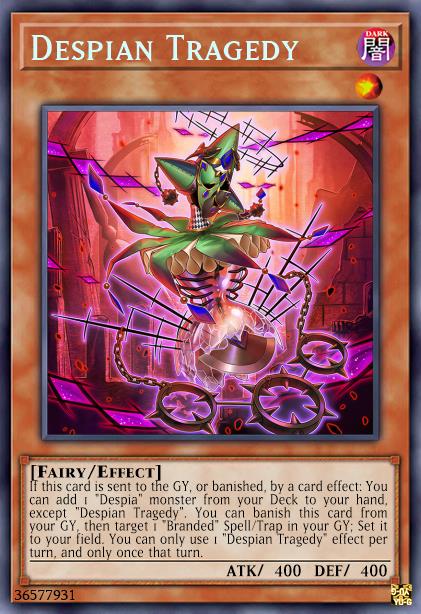 DESPIAN TRAGEDY
DARK
闇
[FAIRY/EFFECT]
If this card is sent to the GY, or banished, by a card effect: You
can add 1 "Despia" monster from your Deck to your hand,
except "Despian Tragedy". You can banish this card
from your GY, then target 1 "Branded" Spell/Trap in your GY; Set it
to your field. You can only use 1 "Despian Tragedy" effect per
turn, and only once that turn.
ATK/ 400 DEF/ 400
36577931